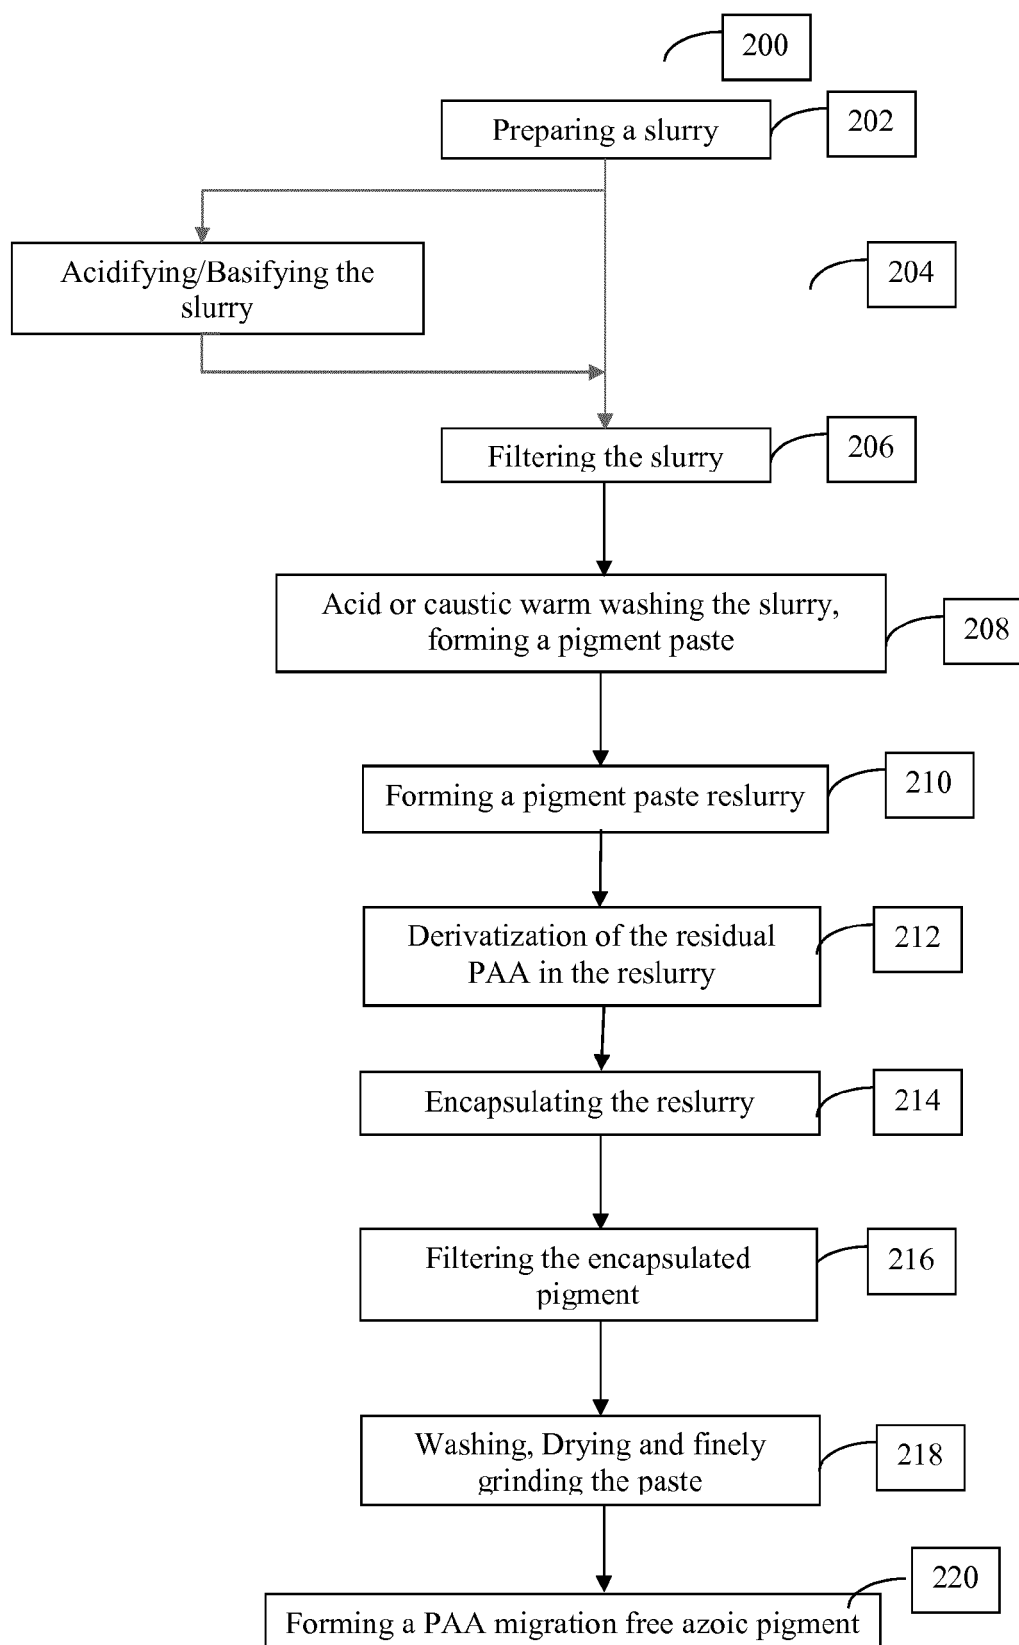 200
Preparing a slurry
202
Acidifying/Basifying the
slurry
204
Filtering the slurry
206
Acid or caustic warm washing the slurry,
forming a pigment paste
208
Forming a pigment paste reslurry
210
Derivatization of the residual
PAA in the reslurry
212
Encapsulating the reslurry
214
Filtering the encapsulated
pigment
216
Washing, Drying and finely
grinding the paste
218
220
Forming a PAA migration free azoic pigment